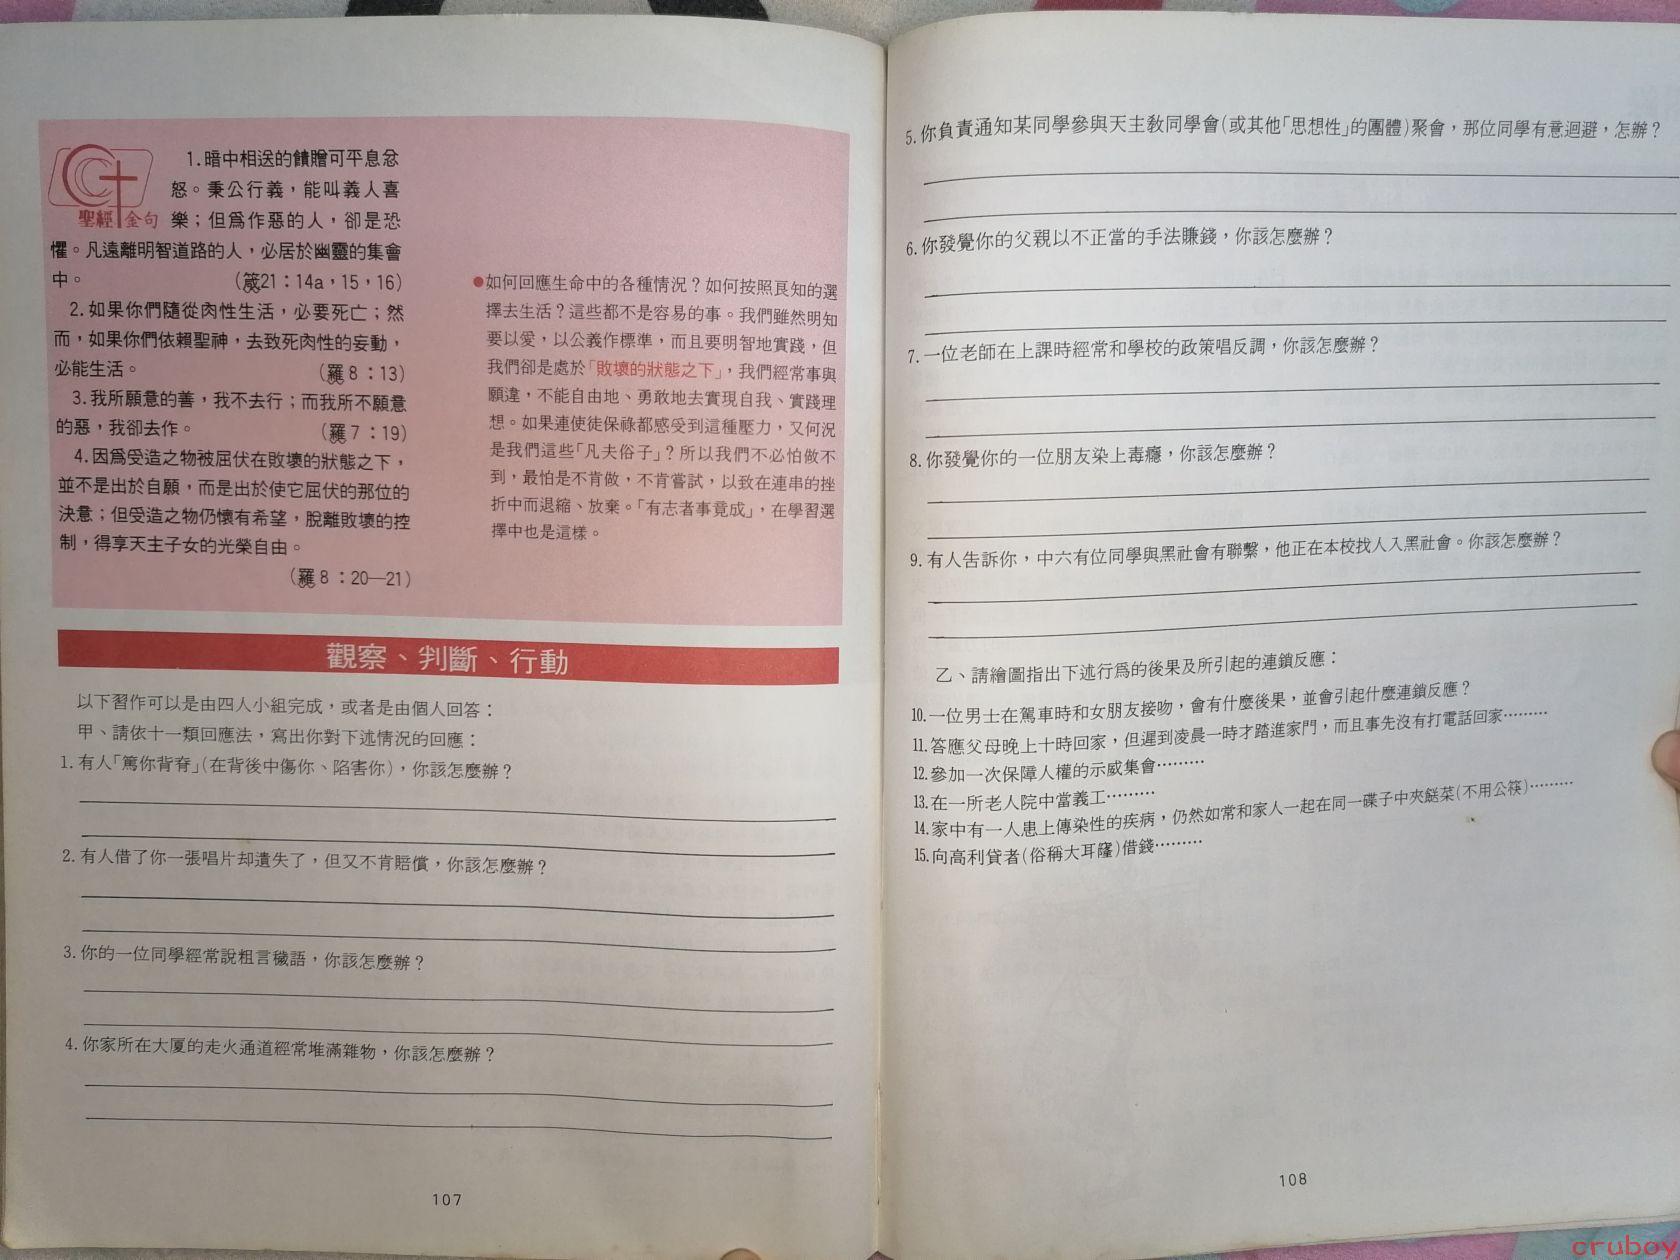 1.暗中相送的饋贈可平息忿
怒。秉公行義，能叫義人喜
聖經金句
樂；但爲作惡的人，卻是恐
懼。凡遠離明智道路的人，必居於幽靈的集會
中。（箴21：14a，15，16）
2.如果你們隨從肉性生活，必要死亡；然
而，如果你們依賴聖神，去致死肉性的妄動，
必能生活。（羅8：13）
3.我所願意的善，我不去行；而我所不願意
的惡，我卻去作。（羅7：19）
4.因爲受造之物被屈伏在敗壞的狀態之下，
並不是出於自願，而是出於使它屈伏的那位的
決意；但受造之物仍懷有希望，脫離敗壞的控
制，得享天主子女的光榮自由。
（羅8：20—21）
●如何回應生命中的各種情況？如何按照良知的選
擇去生活？這些都不是容易的事。我們雖然明知
要以愛，以公義作標準，而且要明智地實踐，但
我們卻是處於「敗壞的狀態之下」，我們經常事與
願違，不能自由地、勇敢地去實現自我、實踐理
想。如果連使徒保祿都感受到這種壓力，又何況
是我們這些「凡夫俗子」？所以我們不必怕做不
到，最怕是不肯做，不肯嘗試，以致在連串的挫
折中而退縮、放棄。「有志者事竟成」，在學習選
擇中也是這樣。
觀察、判斷、行動
以下習作可以是由四人小組完成，或者是由個人回答：
甲、請依十一類回應法，寫出你對下述情況的回應：
1.有人「篤你背脊」（在背後中傷你、陷害你），你該怎麼辦？
2.有人借了你一張唱片却遺失了，但又不肯賠償，你該怎麼辦？
3.你的一位同學經常說粗言穢語，你該怎麼辦？
4.你家所在大廈的走火通道經常堆滿雜物，你該怎麼辦？
107
5.你負責通知某同學參與天主教同學會（或其他「思想性」的團體）聚會，那位同學有意迴避，怎辦？
6.你發覺你的父親以不正當的手法賺錢，你該怎麼辦？
7.一位老師在上課時經常和學校的政策唱反調，你該怎麼辦？
8.你發覺你的一位朋友染上毒癮，你該怎麼辦？
9.有人告訴你，中六有位同學與黑社會有聯繫，他正在本校找人入黑社會。你該怎麼辦？
乙、請繪圖指出下述行爲的後果及所引起的連鎖反應：
10.一位男士在駕車時和女朋友接吻，會有什麼後果，並會引起什麼連鎖反應？
11.答應父母晚上十時回家，但遲到凌晨一時才踏進家門，而且事先沒有打電話回家………
12.參加一次保障人權的示威集會………
13.在一所老人院中當義工………
14.家中有一人患上傳染性的疾病，仍然如常和家人一起在同一碟子中夾餸菜（不用公筷）………
15.向高利貸者（俗稱大耳窿）借錢………
108
cruboy